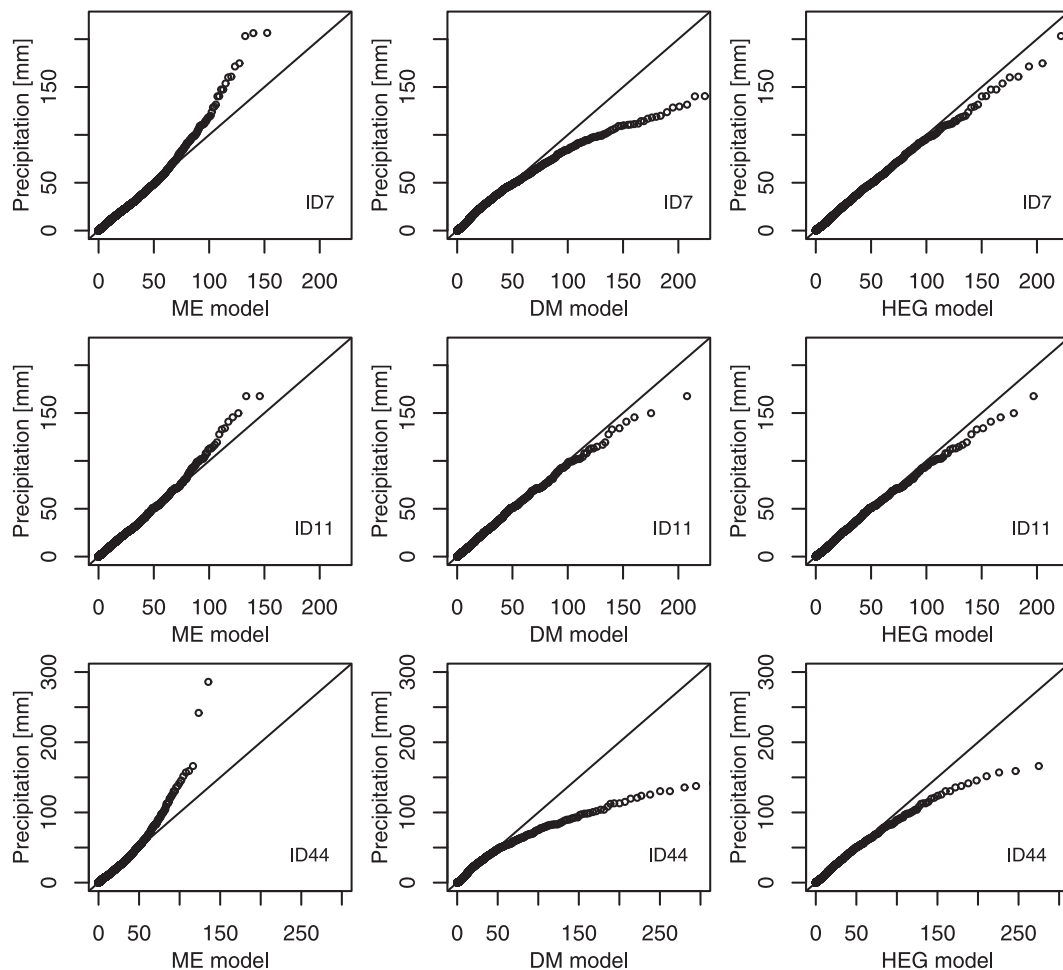 Precipitation [mm]
0 50 150
ID7
0 50 100 150 200
ME model
Precipitation [mm]
0 50 150
ID7
0 50 100 150 200
DM model
Precipitation [mm]
0 50 150
ID7
0 50 100 150 200
HEG model
Precipitation [mm]
0 50 150
ID11
0 50 100 150 200
ME model
Precipitation [mm]
0 50 150
ID11
0 50 100 150 200
DM model
Precipitation [mm]
0 50 150
ID11
0 50 100 150 200
HEG model
Precipitation [mm]
0 100 200 300
ID44
0 50 150 250
ME model
Precipitation [mm]
0 100 200 300
ID44
0 50 150 250
DM model
Precipitation [mm]
0 100 200 300
ID44
0 50 150 250
HEG model